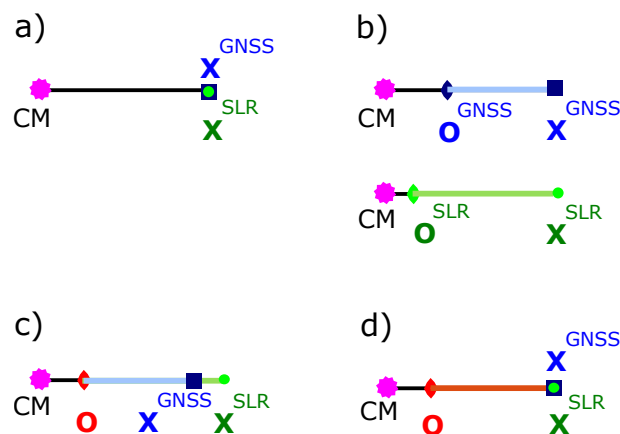 a)
X GNSS
CM
X SLR
b)
CM
O GNSS
X GNSS
CM
O SLR
X SLR
c)
CM
O
X GNSS
X SLR
d)
X GNSS
CM
O
X SLR